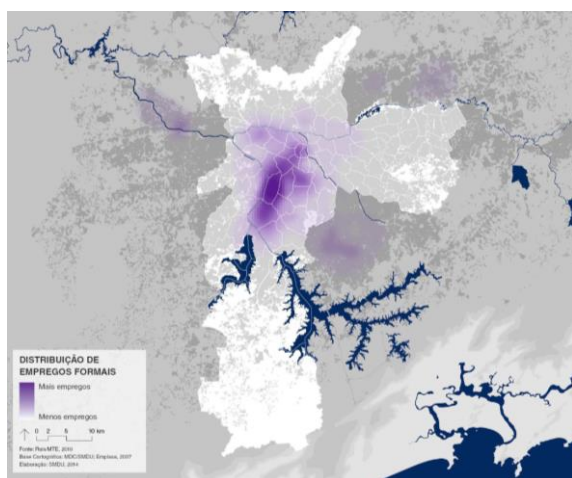 DISTRIBUIÇÃO DE
EMPREGOS FORMAIS
Mais empregos
Menos empregos
0 2 5 10 km
Fonte: Rais/MTE, 2010
Base Cartográfica: MDC/SMDU; Emplasa, 2007
Elaboração: SMDU, 2014